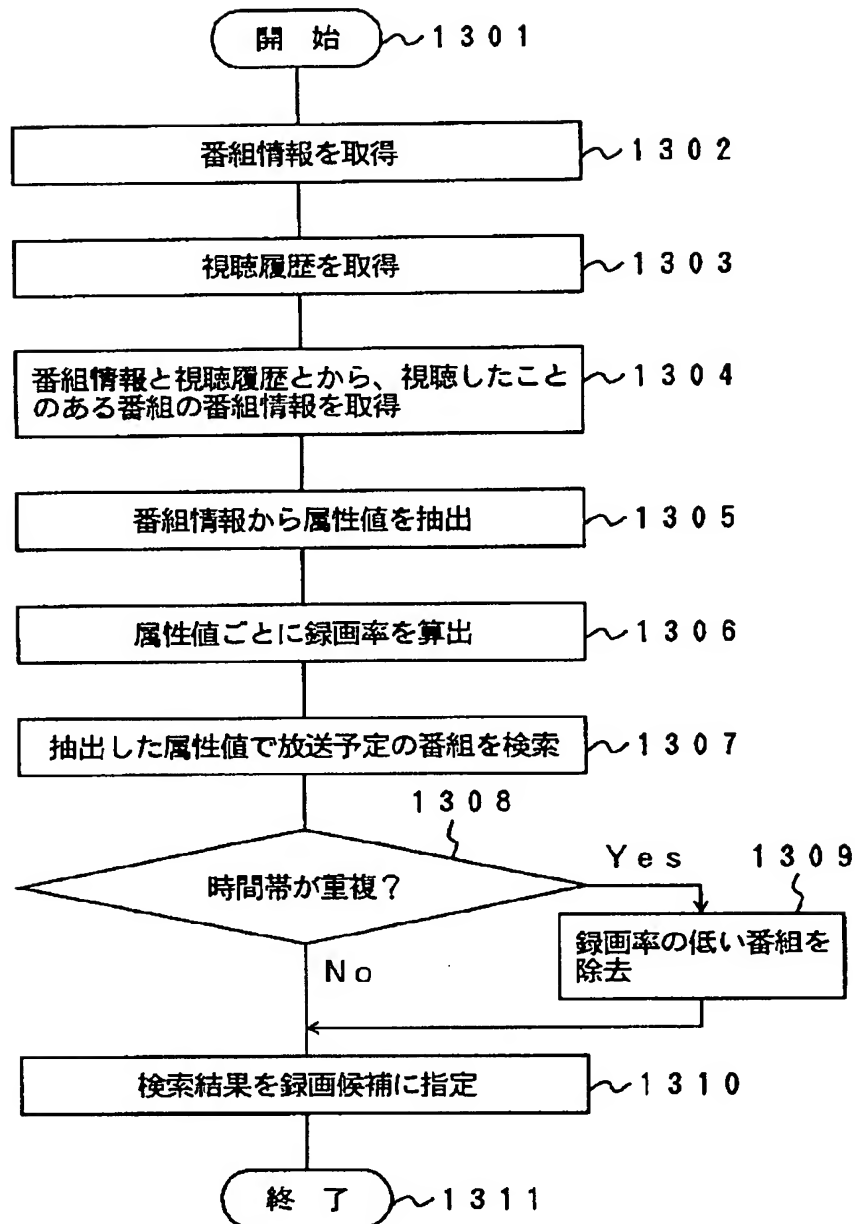 開 始
1301
番組情報を取得
1302
視聴履歴を取得
1303
番組情報と視聴履歴とから、視聴したこと
のある番組の番組情報を取得
1304
番組情報から属性値を抽出
1305
属性値ごとに録画率を算出
1306
抽出した属性値で放送予定の番組を検索
1307
1308
時間帯が重複？
Yes
1309
録画率の低い番組を
除去
No
検索結果を録画候補に指定
1310
終 了
1311